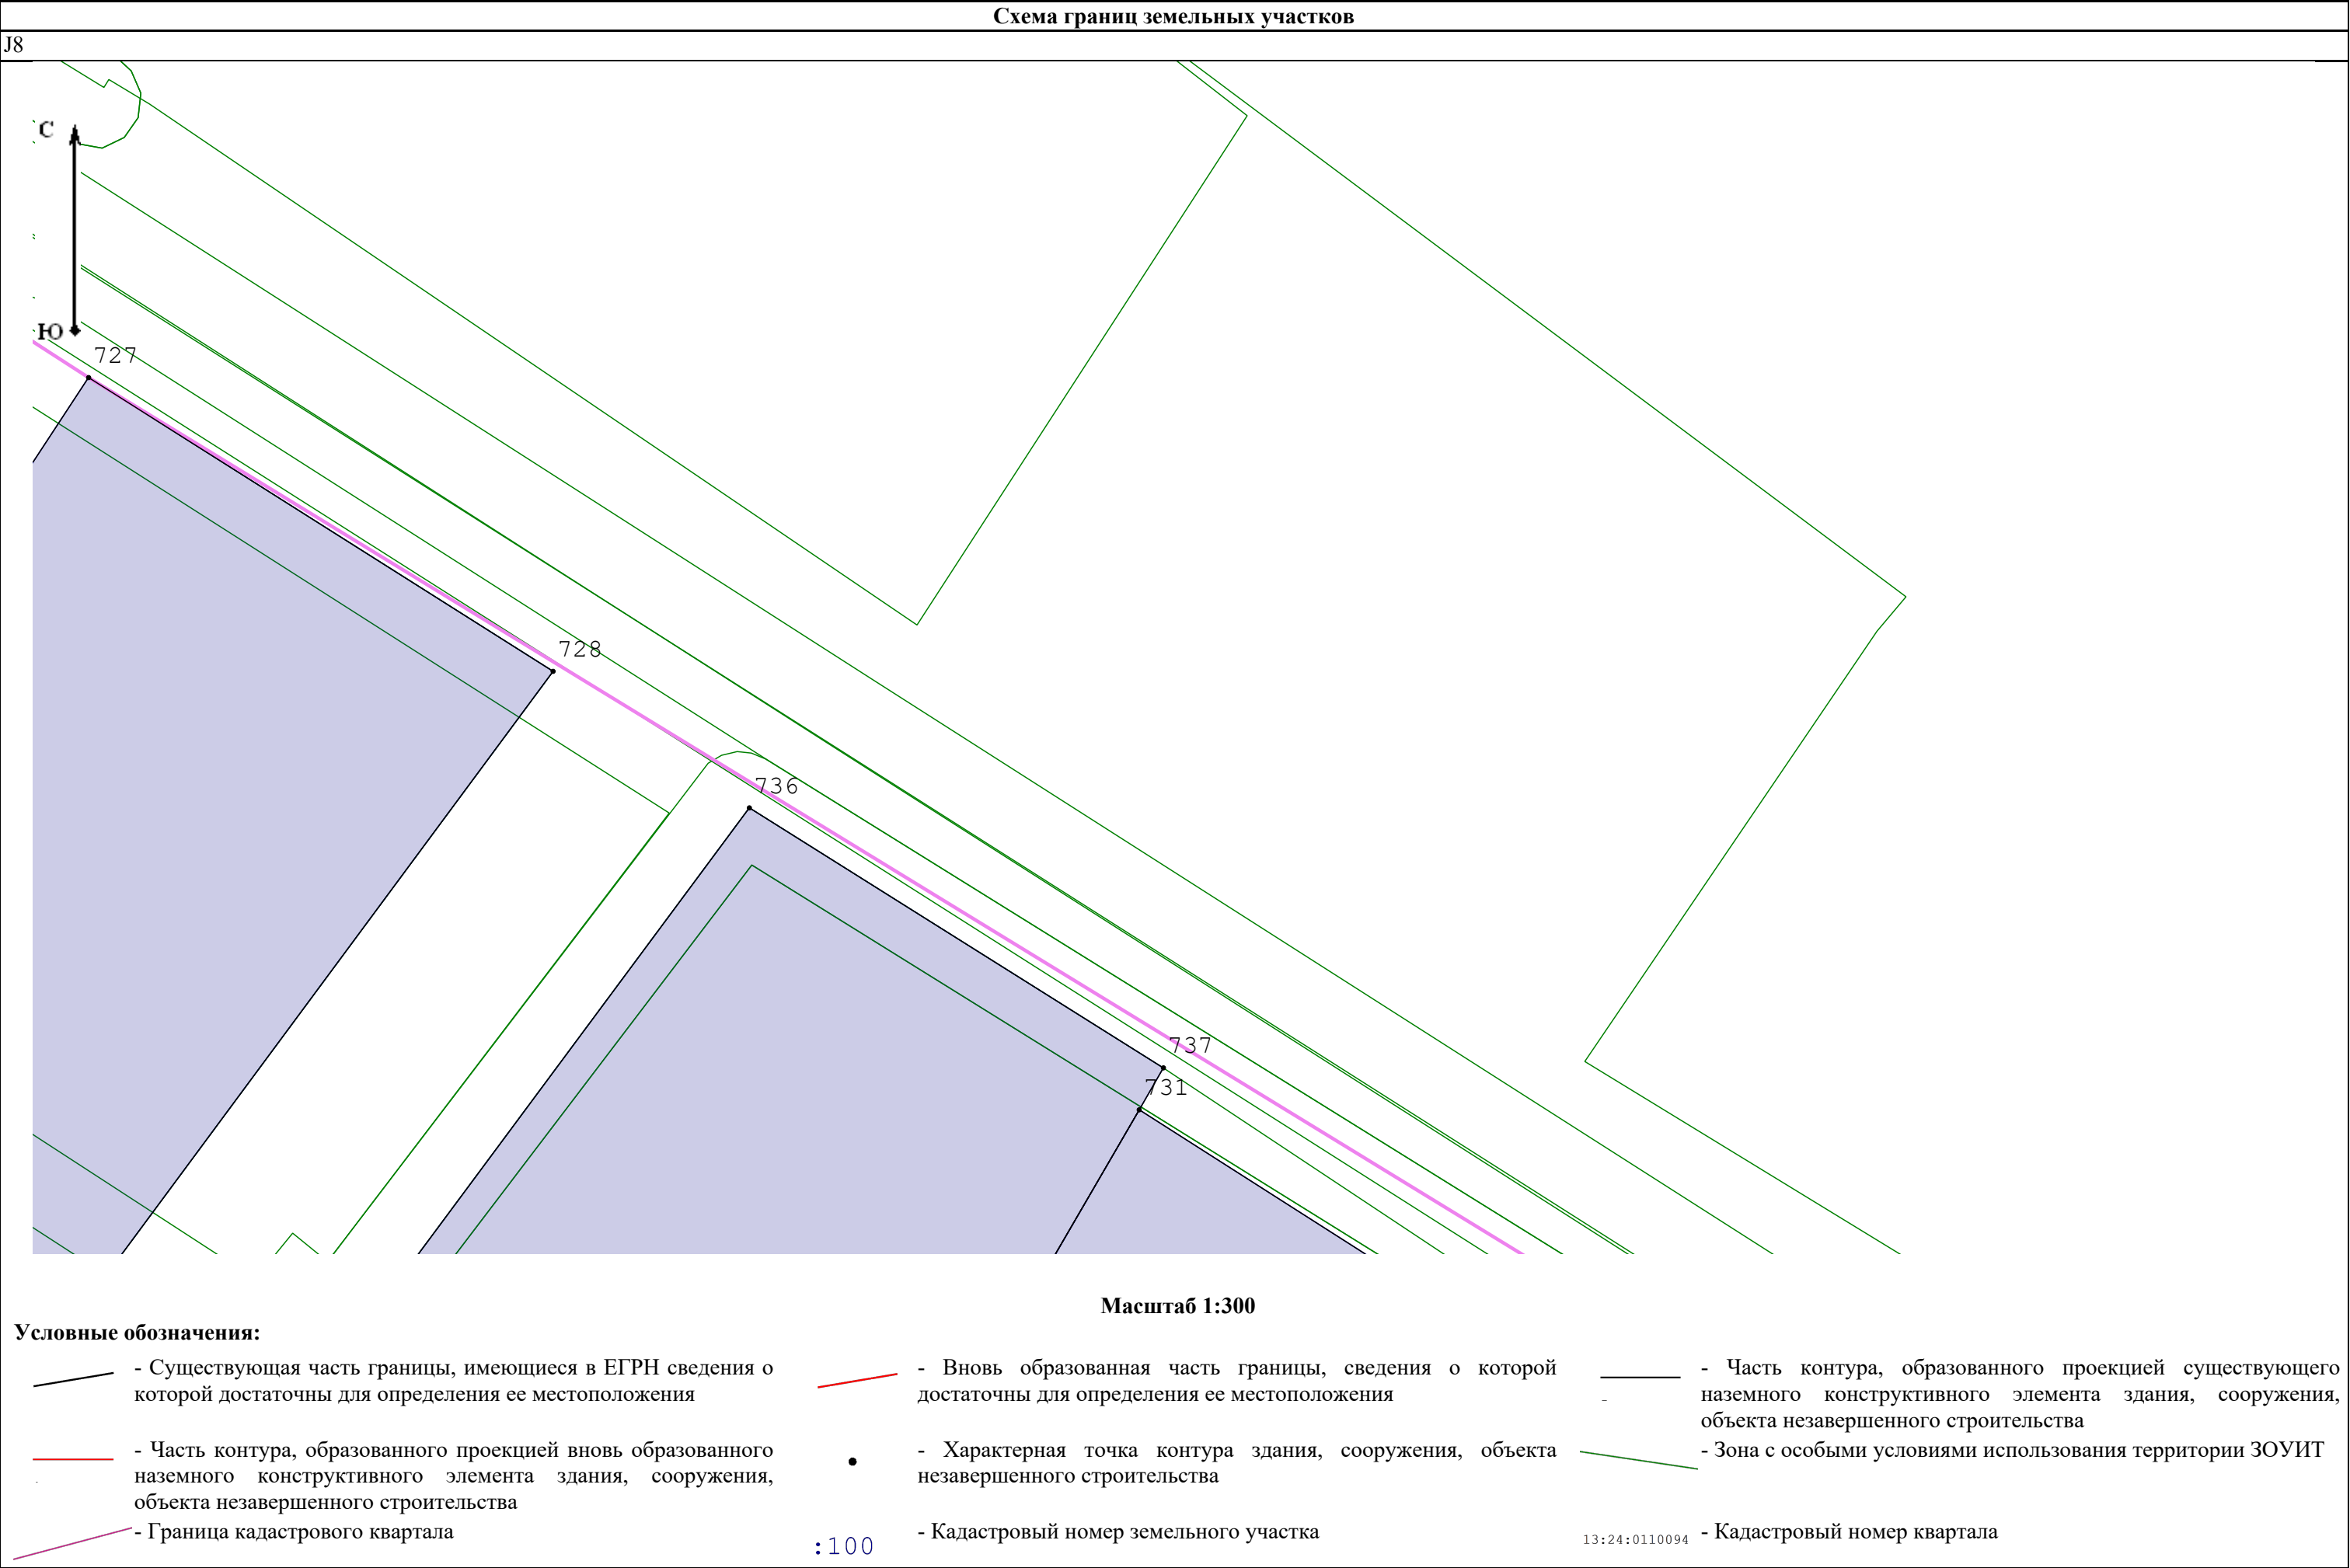 Схема границ земельных участков
J8
С
Ю
727
728
736
737
731
Масштаб 1:300
Условные обозначения:
- Существующая часть границы, имеющиеся в ЕГРН сведения о
которой достаточны для определения ее местоположения
- Вновь образованная часть границы, сведения о которой
достаточны для определения ее местоположения
- Часть контура, образованного проекцией существующего
наземного конструктивного элемента здания, сооружения,
объекта незавершенного строительства
- Часть контура, образованного проекцией вновь образованного
наземного конструктивного элемента здания, сооружения,
объекта незавершенного строительства
- Характерная точка контура здания, сооружения, объекта
незавершенного строительства
- Зона с особыми условиями использования территории ЗОУИТ
- Граница кадастрового квартала
:100
- Кадастровый номер земельного участка
13:24:0110094
- Кадастровый номер квартала